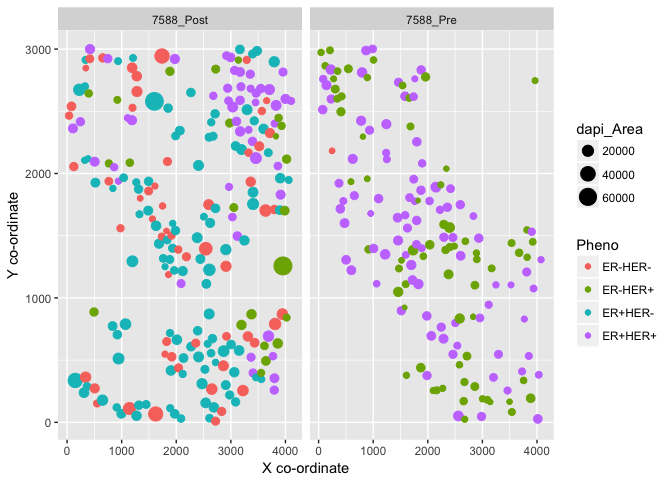 7588_Post 7588_Pre
3000
2000
1000
0
Y co-ordinate
0 1000 2000 3000 4000 0 1000 2000 3000 4000
X co-ordinate
dapi_Area
20000
40000
60000
Pheno
ER-HER-
ER-HER+
ER+HER-
ER+HER+